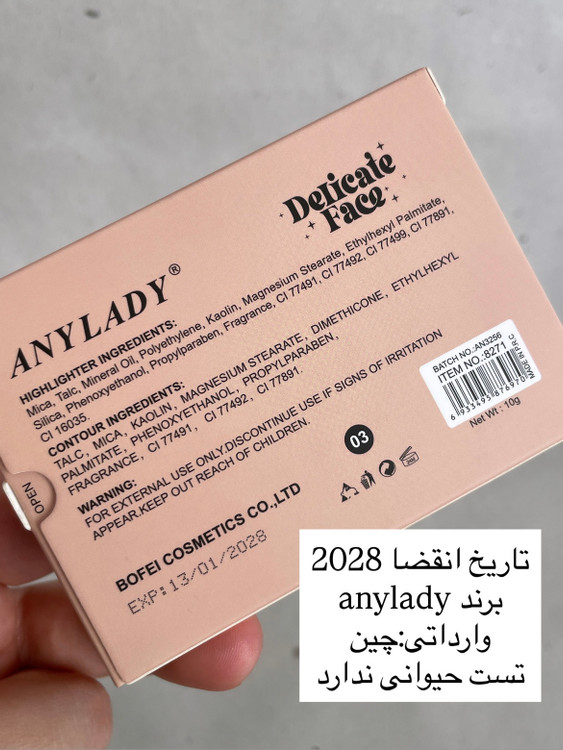 Delicate
Face
ANYLADY®
HIGHLIGHTER INGREDIENTS:
Mica, Talc, Mineral Oil, Polyethylene, Kaolin, Magnesium Stearate, Ethylhexyl Palmitate,
Silica, Phenoxyethanol, Propylparaben, Fragrance, CI 77491, CI 77492, CI 77499, CI 77891,
CI 16035.
CONTOUR INGREDIENTS:
TALC, MICA, KAOLIN, MAGNESIUM STEARATE, DIMETHICONE, ETHYLHEXYL
PALMITATE, PHENOXYETHANOL, PROPYLPARABEN,
FRAGRANCE, CI 77491, CI 77492, CI 77891.
WARNING:
FOR EXTERNAL USE ONLY.DISCONTINUE USE IF SIGNS OF IRRITATION
APPEAR.KEEP OUT REACH OF CHILDREN.
BATCH NO.:AN3256
ITEM NO.:8271
6 933495 876970
MADE IN P.R.C
Net Wt: 10g
03
OPEN
BOFEI COSMETICS CO.,LTD
EXP:13/01/2028
تاریخ انقضا 2028
برند anylady
وارداتی:چین
تست حیوانی ندارد